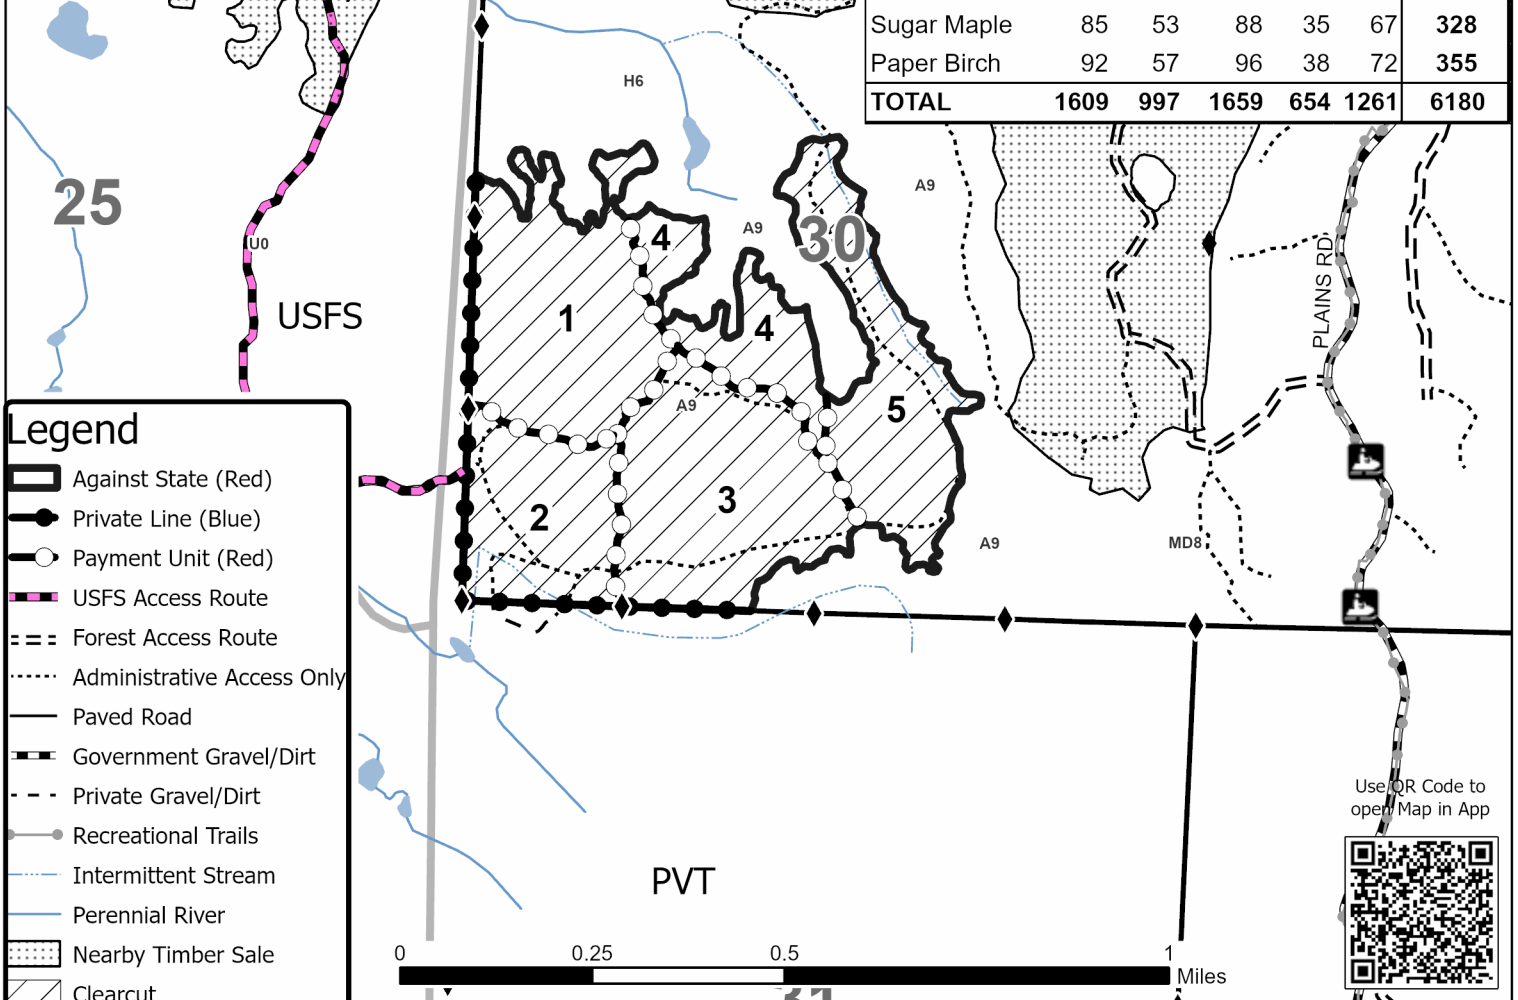 Sugar Maple 85 53 88 35 67 328
Paper Birch 92 57 96 38 72 355
TOTAL 1609 997 1659 654 1261 6180
H6
A9
25
30
4
A9
U0
USFS
1
4
PLAINS RD
A9
5
2
3
A9
MD8
Legend
Against State (Red)
Private Line (Blue)
Payment Unit (Red)
USFS Access Route
Forest Access Route
Administrative Access Only
Paved Road
Government Gravel/Dirt
Private Gravel/Dirt
Recreational Trails
Intermittent Stream
Perennial River
Nearby Timber Sale
Clearcut
PVT
Use QR Code to
open Map in App
0 0.25 0.5 1
Miles
31